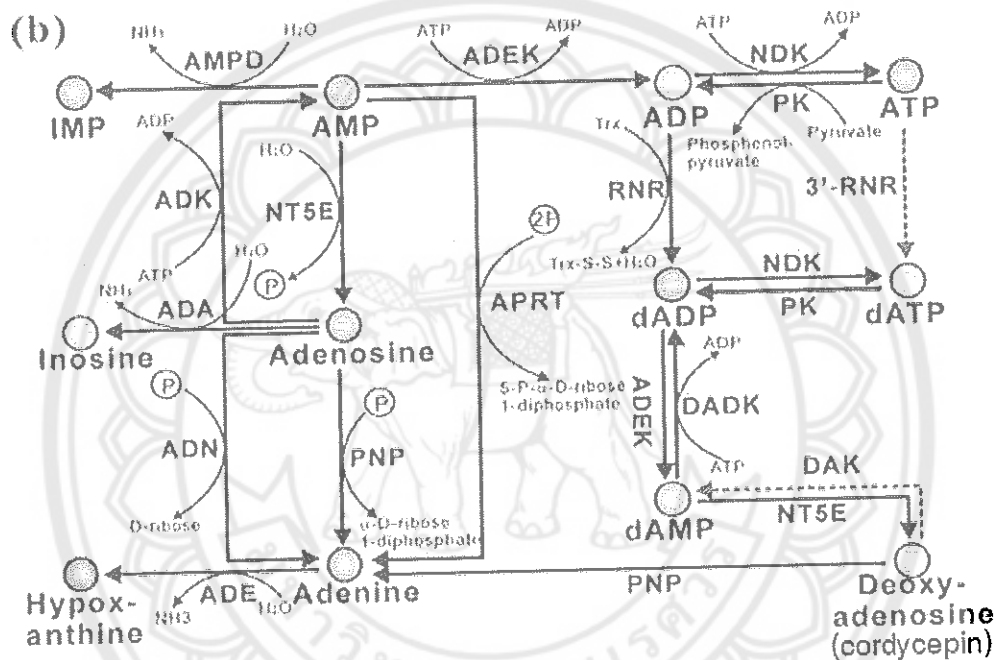 (b)
NH₃
H₂O
AMPD
ATP
ADP
ADEK
ATP
ADP
NDK
IMP
AMP
ADP
PK
ATP
ADP
H₂O
Trx
Phosphenol-
pyruvate
Pyruvate
ADK
NT5E
RNR
3'-RNR
2P
ATP
H₂O
P
Trx-S-S+H₂O
NDK
NH₃
ADA
APRT
dADP
PK
dATP
Inosine
Adenosine
ADP
P
P
5-P-α-D-ribose
1-diphosphate
ADEK
DADK
ADN
PNP
ATP
DAK
D-ribose
α-D-ribose
1-diphosphate
dAMP
NT5E
PNP
Hypox-
anthine
ADE
NH3
H₂O
Adenine
Deoxy-
adenosine
(cordycepin)